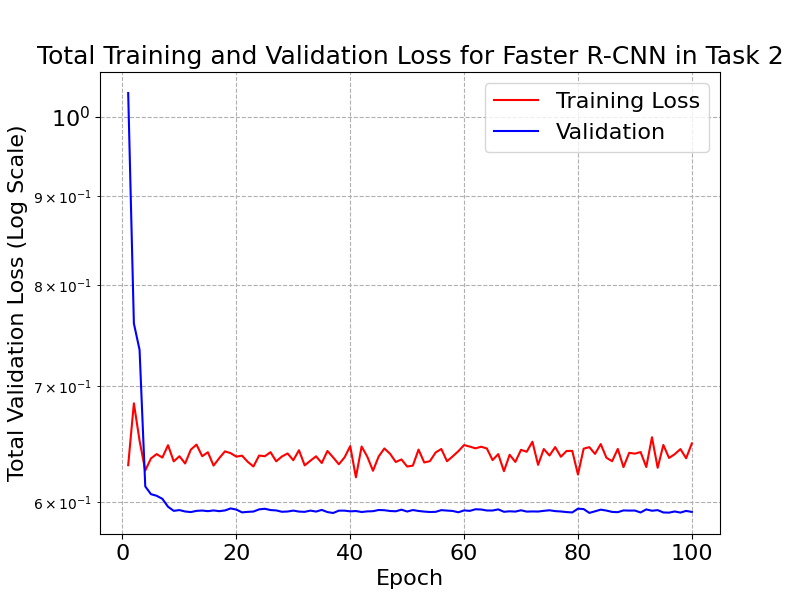 Total Training and Validation Loss for Faster R-CNN in Task 2
Training Loss
Validation
Total Validation Loss (Log Scale)
10⁰
9 × 10⁻¹
8 × 10⁻¹
7 × 10⁻¹
6 × 10⁻¹
0 20 40 60 80 100
Epoch